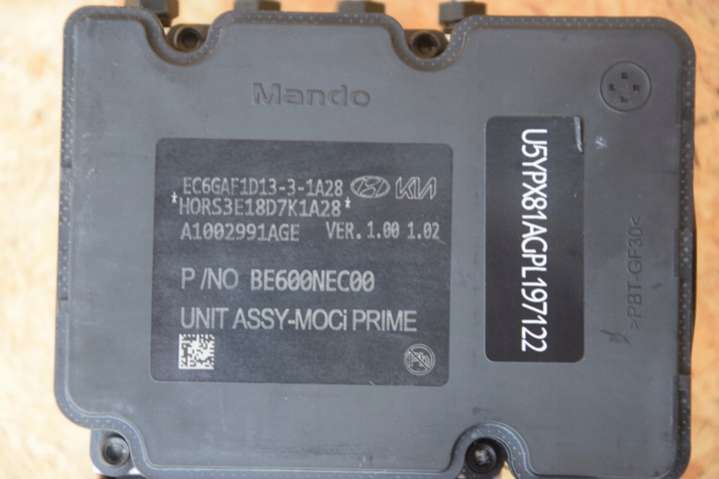 Mando
EC6GAF1D13-3-1A28 KIA
*HORS3E18D7K1A28*
A1002991AGE VER. 1.00 1.02
P/NO BE600NEC00
UNIT ASSY-MOCi PRIME
U5YPX81AGPL197122
>PBT-GF30<